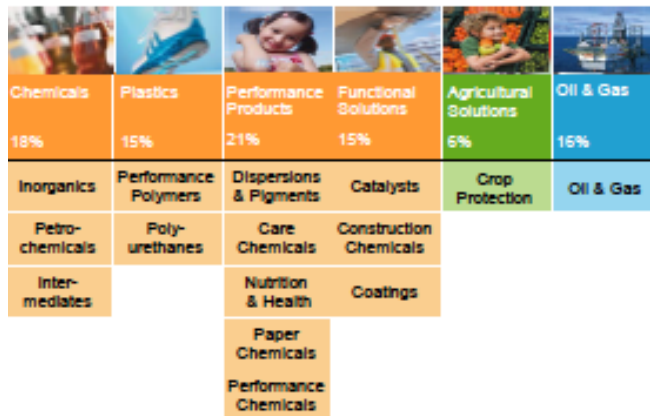 Chemicals
18%
Plastics
15%
Performance
Products
21%
Functional
Solutions
15%
Agricultural
Solutions
6%
Oil & Gas
16%
Inorganics
Performance
Polymers
Dispersions
& Pigments
Catalysts
Crop
Protection
Oil & Gas
Petro-
chemicals
Poly-
urethanes
Care
Chemicals
Construction
Chemicals
Inter-
mediates
Nutrition
& Health
Coatings
Paper
Chemicals
Performance
Chemicals